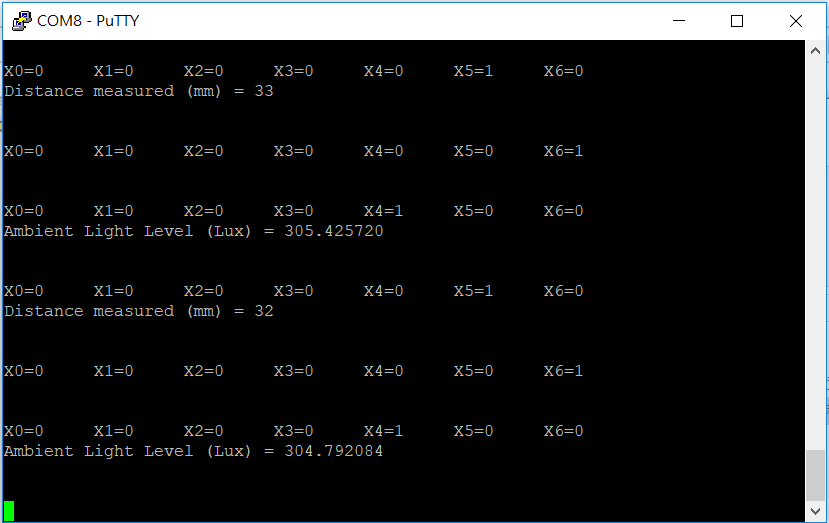 COM8 - PuTTY
X0=0 X1=0 X2=0 X3=0 X4=0 X5=1 X6=0
Distance measured (mm) = 33
X0=0 X1=0 X2=0 X3=0 X4=0 X5=0 X6=1
X0=0 X1=0 X2=0 X3=0 X4=1 X5=0 X6=0
Ambient Light Level (Lux) = 305.425720
X0=0 X1=0 X2=0 X3=0 X4=0 X5=1 X6=0
Distance measured (mm) = 32
X0=0 X1=0 X2=0 X3=0 X4=0 X5=0 X6=1
X0=0 X1=0 X2=0 X3=0 X4=1 X5=0 X6=0
Ambient Light Level (Lux) = 304.792084